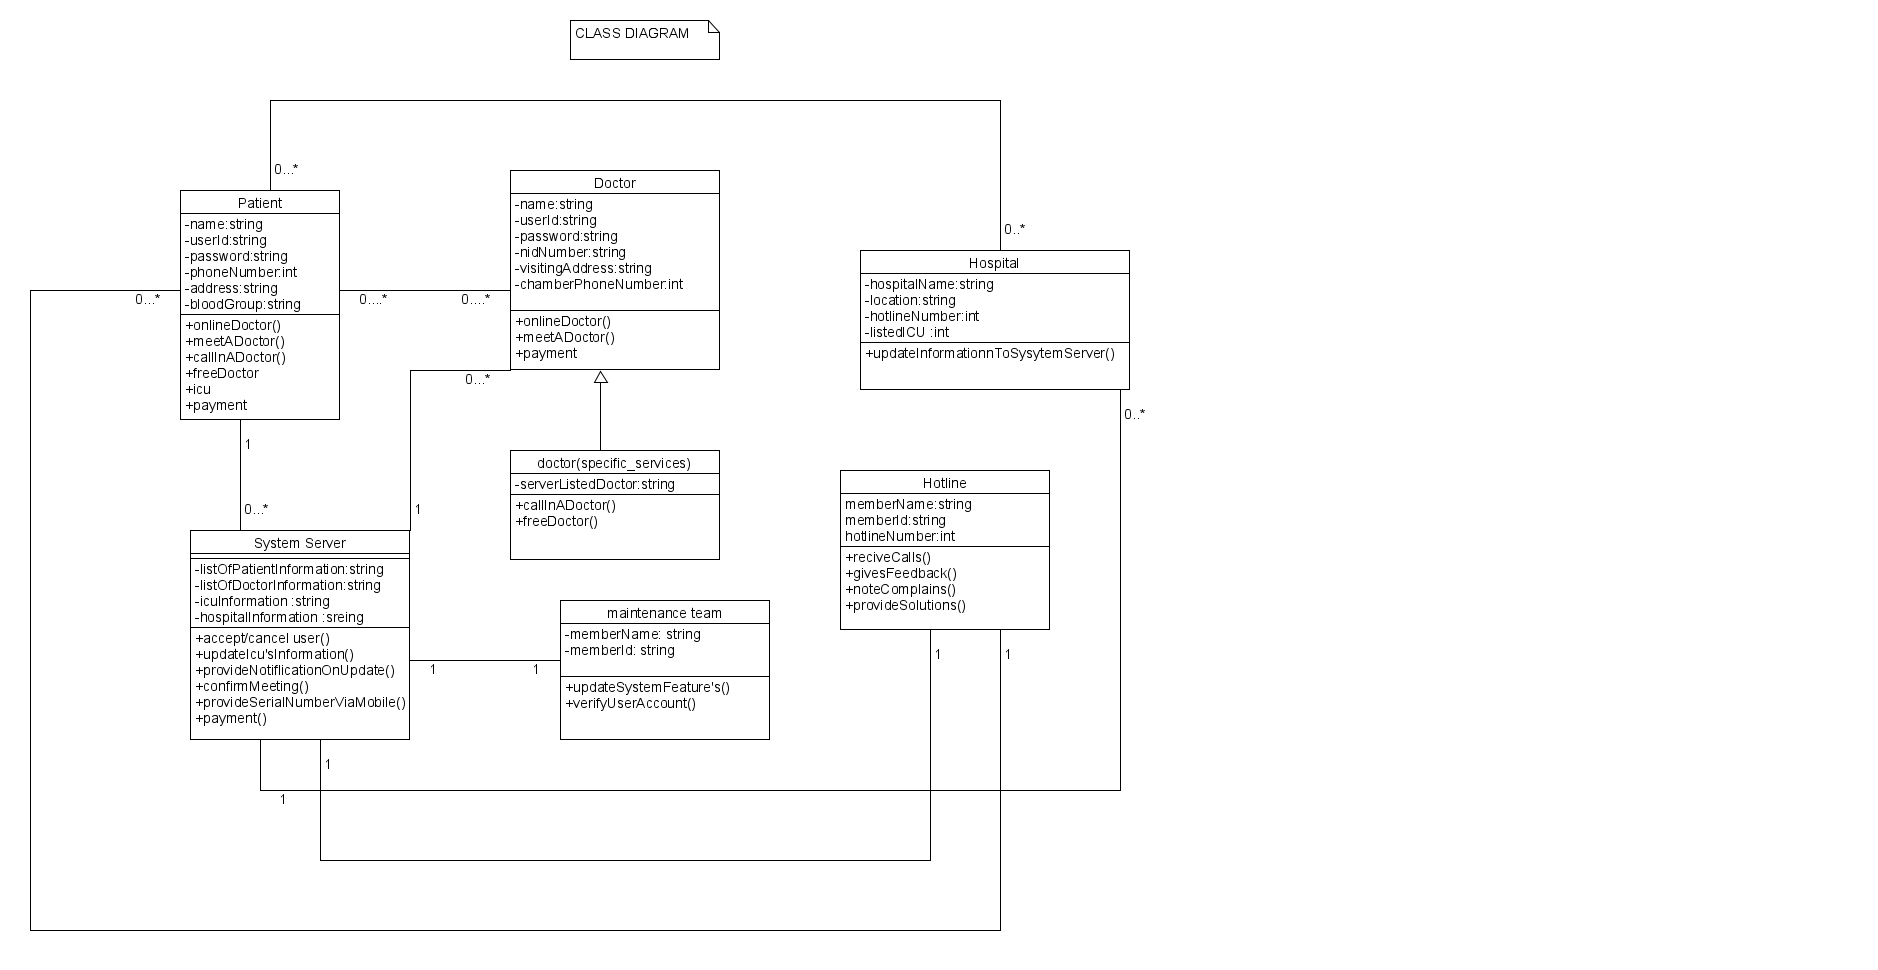 CLASS DIAGRAM
0...*
Patient
-name:string
-userId:string
-password:string
-phoneNumber:int
-address:string
-bloodGroup:string
+onlineDoctor()
+meetADoctor()
+callInADoctor()
+freeDoctor
+icu
+payment
0...*
0....*
0....*
Doctor
-name:string
-userId:string
-password:string
-nidNumber:string
-visitingAddress:string
-chamberPhoneNumber:int
+onlineDoctor()
+meetADoctor()
+payment
0...*
0..*
Hospital
-hospitalName:string
-location:string
-hotlineNumber:int
-listedICU :int
+updateInformationnToSysytemServer()
0..*
1
0...*
1
doctor(specific_services)
-serverListedDoctor:string
+callInADoctor()
+freeDoctor()
Hotline
memberName:string
memberId:string
hotlineNumber:int
+reciveCalls()
+givesFeedback()
+noteComplains()
+provideSolutions()
1
1
System Server
-listOfPatientInformation:string
-listOfDoctorInformation:string
-icuInformation :string
-hospitalInformation :sreing
+accept/cancel user()
+updateIcu'sInformation()
+provideNotiflicationOnUpdate()
+confirmMeeting()
+provideSerialNumberViaMobile()
+payment()
1
1
maintenance team
-memberName: string
-memberId: string
+updateSystemFeature's()
+verifyUserAccount()
1
1